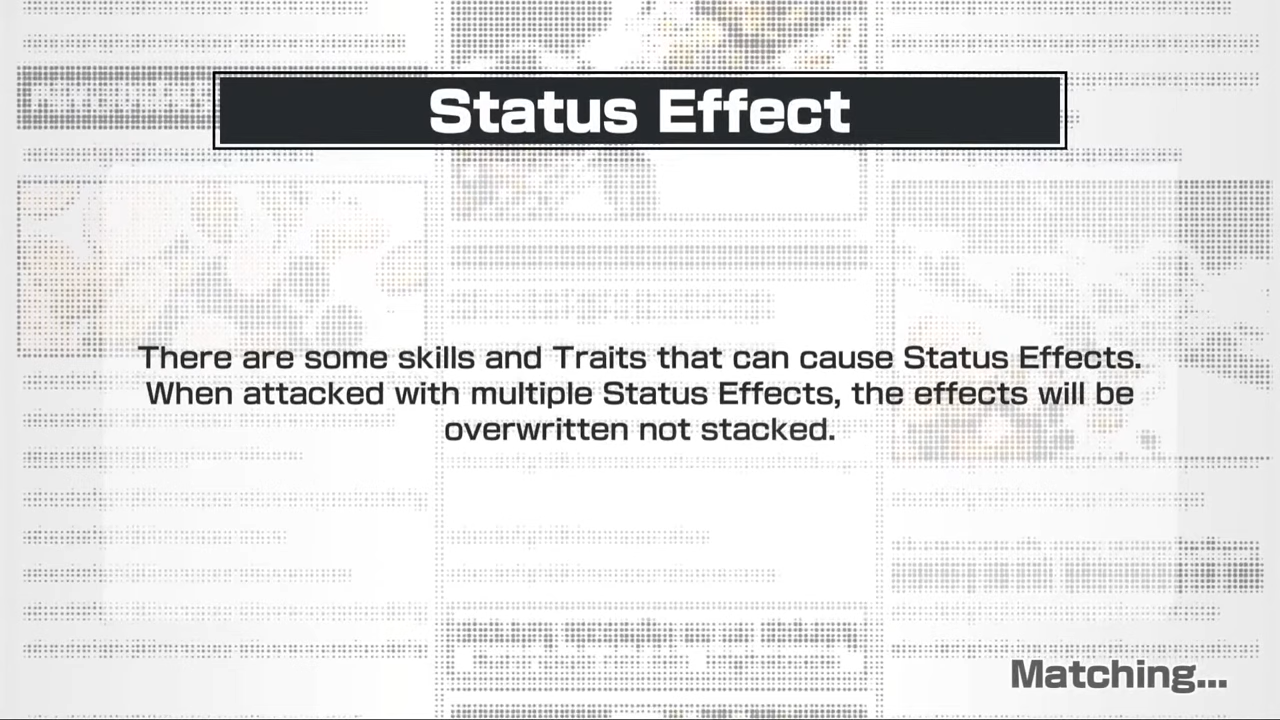 Status Effect
There are some skills and Traits that can cause Status Effects.
When attacked with multiple Status Effects, the effects will be
overwritten not stacked.
Matching...